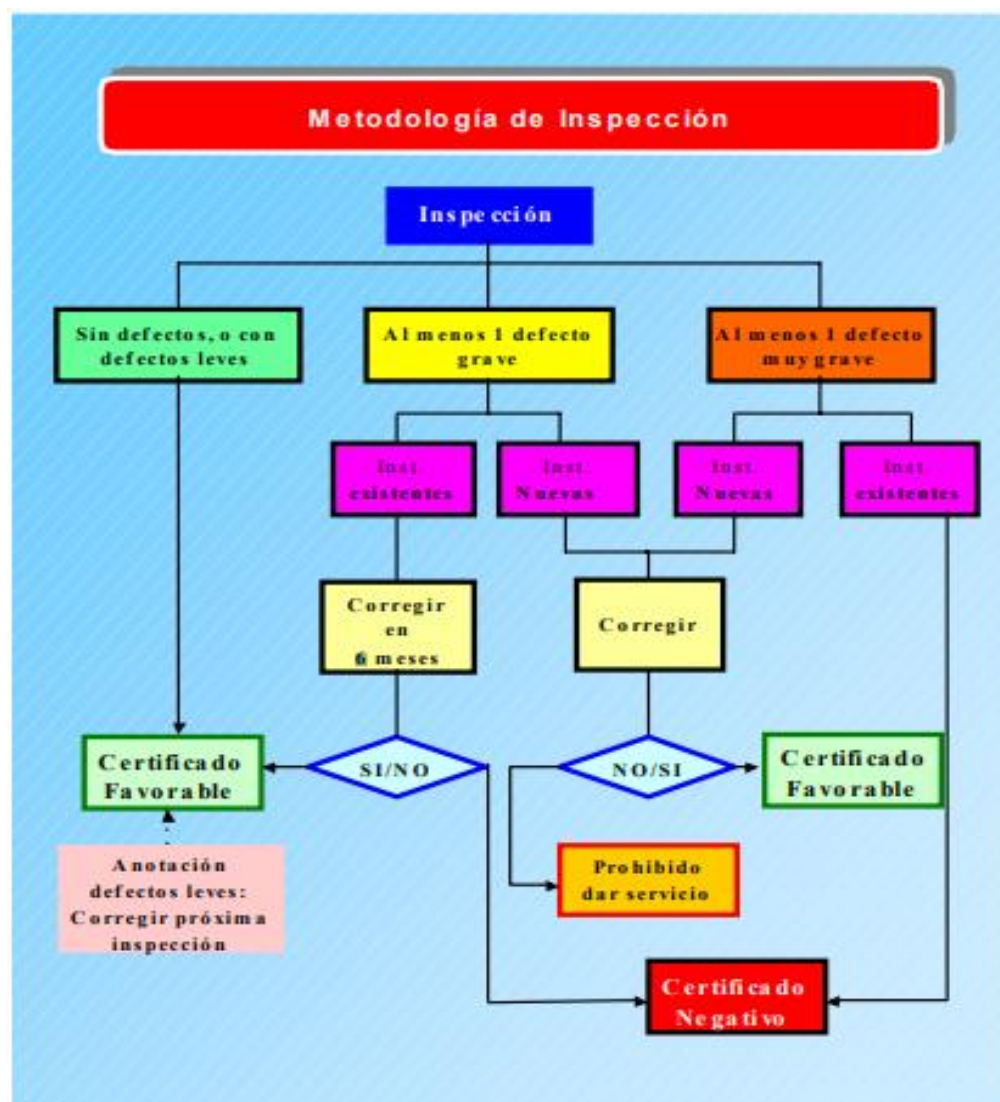 Metodología de Inspección
Inspección
Sin defectos, o con
defectos leves
Al menos 1 defecto
grave
Al menos 1 defecto
muy grave
Inst.
existentes
Inst.
Nuevas
Inst.
Nuevas
Inst.
existentes
Corregir
en
6 meses
Corregir
Certificado
Favorable
SI/NO
NO/SI
Certificado
Favorable
Anotación
defectos leves:
Corregir próxima
inspección
Prohibido
dar servicio
Certificado
Negativo